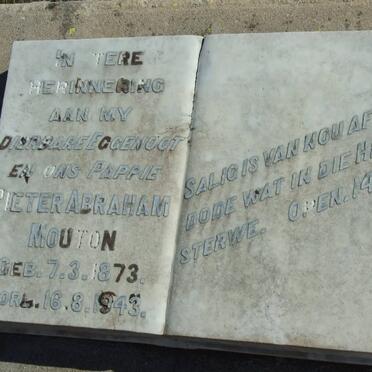 IN TERE
HERINNERING
AAN MY
DIERBARE EGGENOOT
EN ONS PAPPIE
PIETER ABRAHAM
MOUTON
GEB. 7.3.1873.
16.8.1943.
SALIG IS VAN NOU AF
DODE WAT IN DIE
STERWE. OPEN. 14